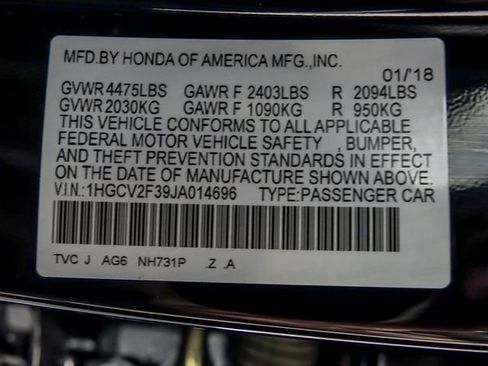 MFD.BY HONDA OF AMERICA MFG.,INC.
01/'18
GVWR 4475LBS GAWR F 2403LBS R 2094LBS
GVWR 2030KG GAWR F 1090KG R 950KG
THIS VEHICLE CONFORMS TO ALL APPLICABLE
FEDERAL MOTOR VEHICLE SAFETY , BUMPER,
AND THEFT PREVENTION STANDARDS IN EFFECT
ON THE DATE OF MANUFACTURE SHOWN ABOVE.
V.I.N.:1HGCV2F39JA014696 TYPE:PASSENGER CAR
TVC J AG6 NH731P .Z .A